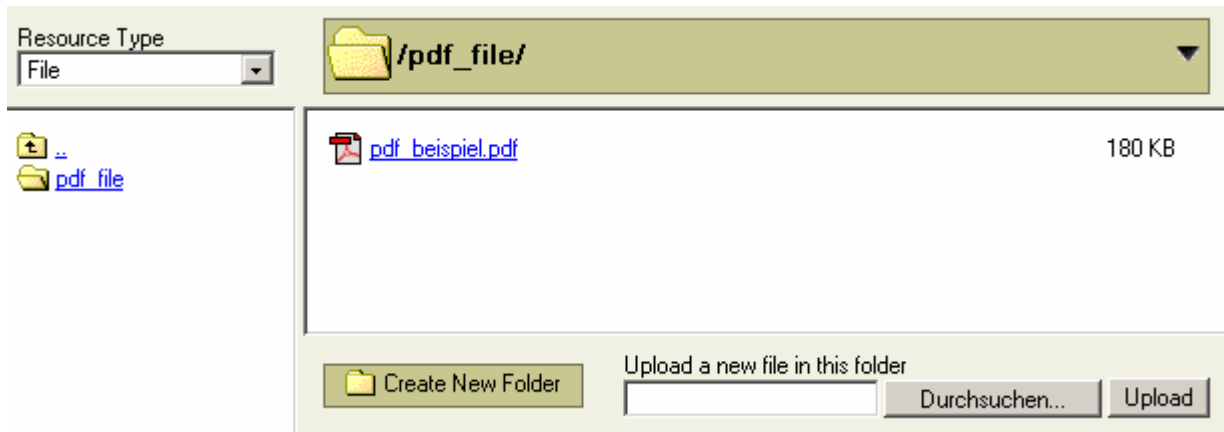 Resource Type
File
/pdf_file/
..
pdf_file
pdf_beispiel.pdf 180 KB
Create New Folder
Upload a new file in this folder
Durchsuchen... Upload